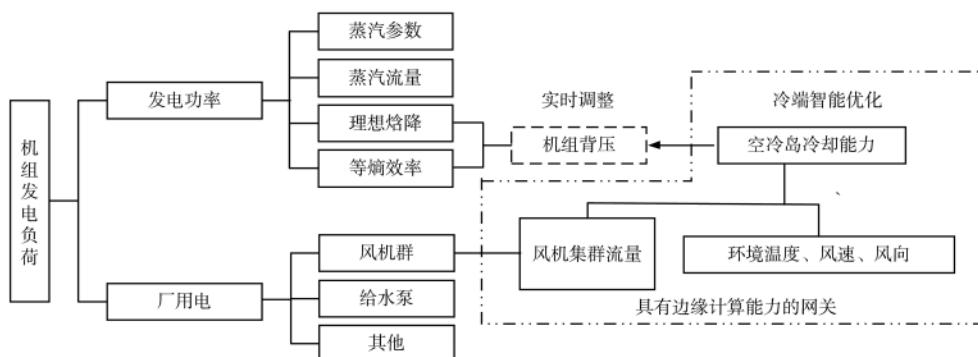 机组发电负荷
发电功率
蒸汽参数
蒸汽流量
理想焓降
等熵效率
实时调整
机组背压
冷端智能优化
空冷岛冷却能力
厂用电
风机群
给水泵
其他
风机集群流量
环境温度、风速、风向
具有边缘计算能力的网关